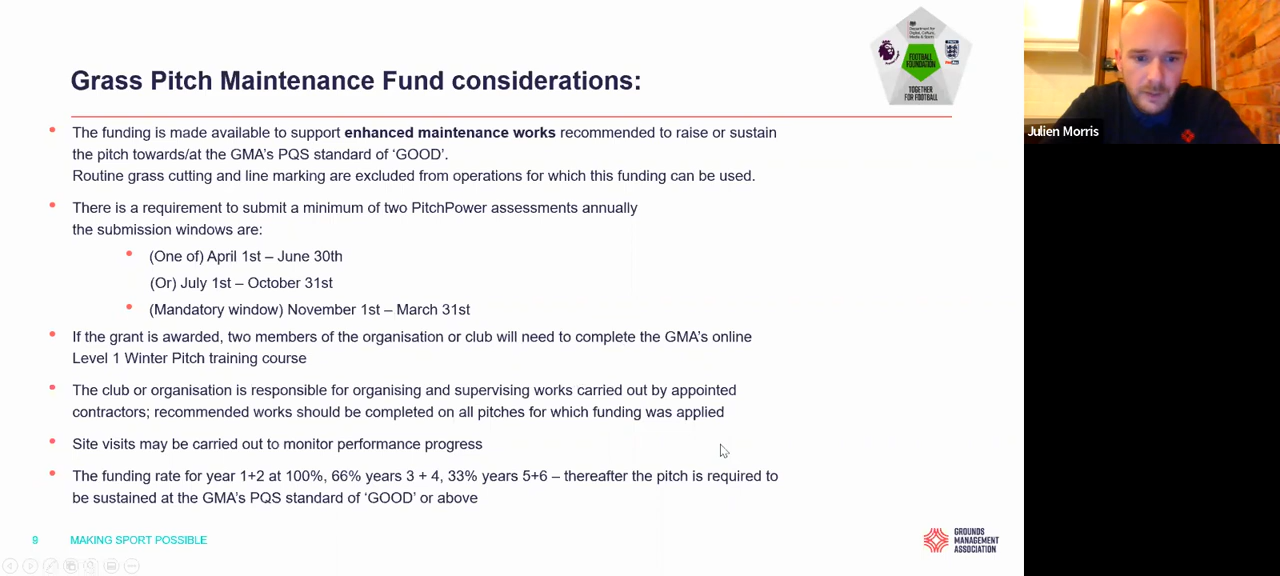 Department for
Digital, Culture,
Media & Sport
FOOTBALL
FOUNDATION
TOGETHER
FOR FOOTBALL
Julien Morris
Grass Pitch Maintenance Fund considerations:
The funding is made available to support enhanced maintenance works recommended to raise or sustain
the pitch towards/at the GMA's PQS standard of 'GOOD'.
Routine grass cutting and line marking are excluded from operations for which this funding can be used.
There is a requirement to submit a minimum of two PitchPower assessments annually
the submission windows are:
(One of) April 1st – June 30th
(Or) July 1st – October 31st
(Mandatory window) November 1st – March 31st
If the grant is awarded, two members of the organisation or club will need to complete the GMA's online
Level 1 Winter Pitch training course
The club or organisation is responsible for organising and supervising works carried out by appointed
contractors; recommended works should be completed on all pitches for which funding was applied
Site visits may be carried out to monitor performance progress
The funding rate for year 1+2 at 100%, 66% years 3 + 4, 33% years 5+6 – thereafter the pitch is required to
be sustained at the GMA's PQS standard of 'GOOD' or above
9 MAKING SPORT POSSIBLE
GROUNDS
MANAGEMENT
ASSOCIATION